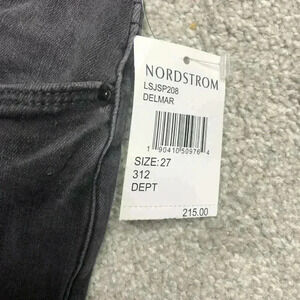 NORDSTROM
LSJSP208
DELMAR
1 90410 50976 4
SIZE: 27
312
DEPT
215.00